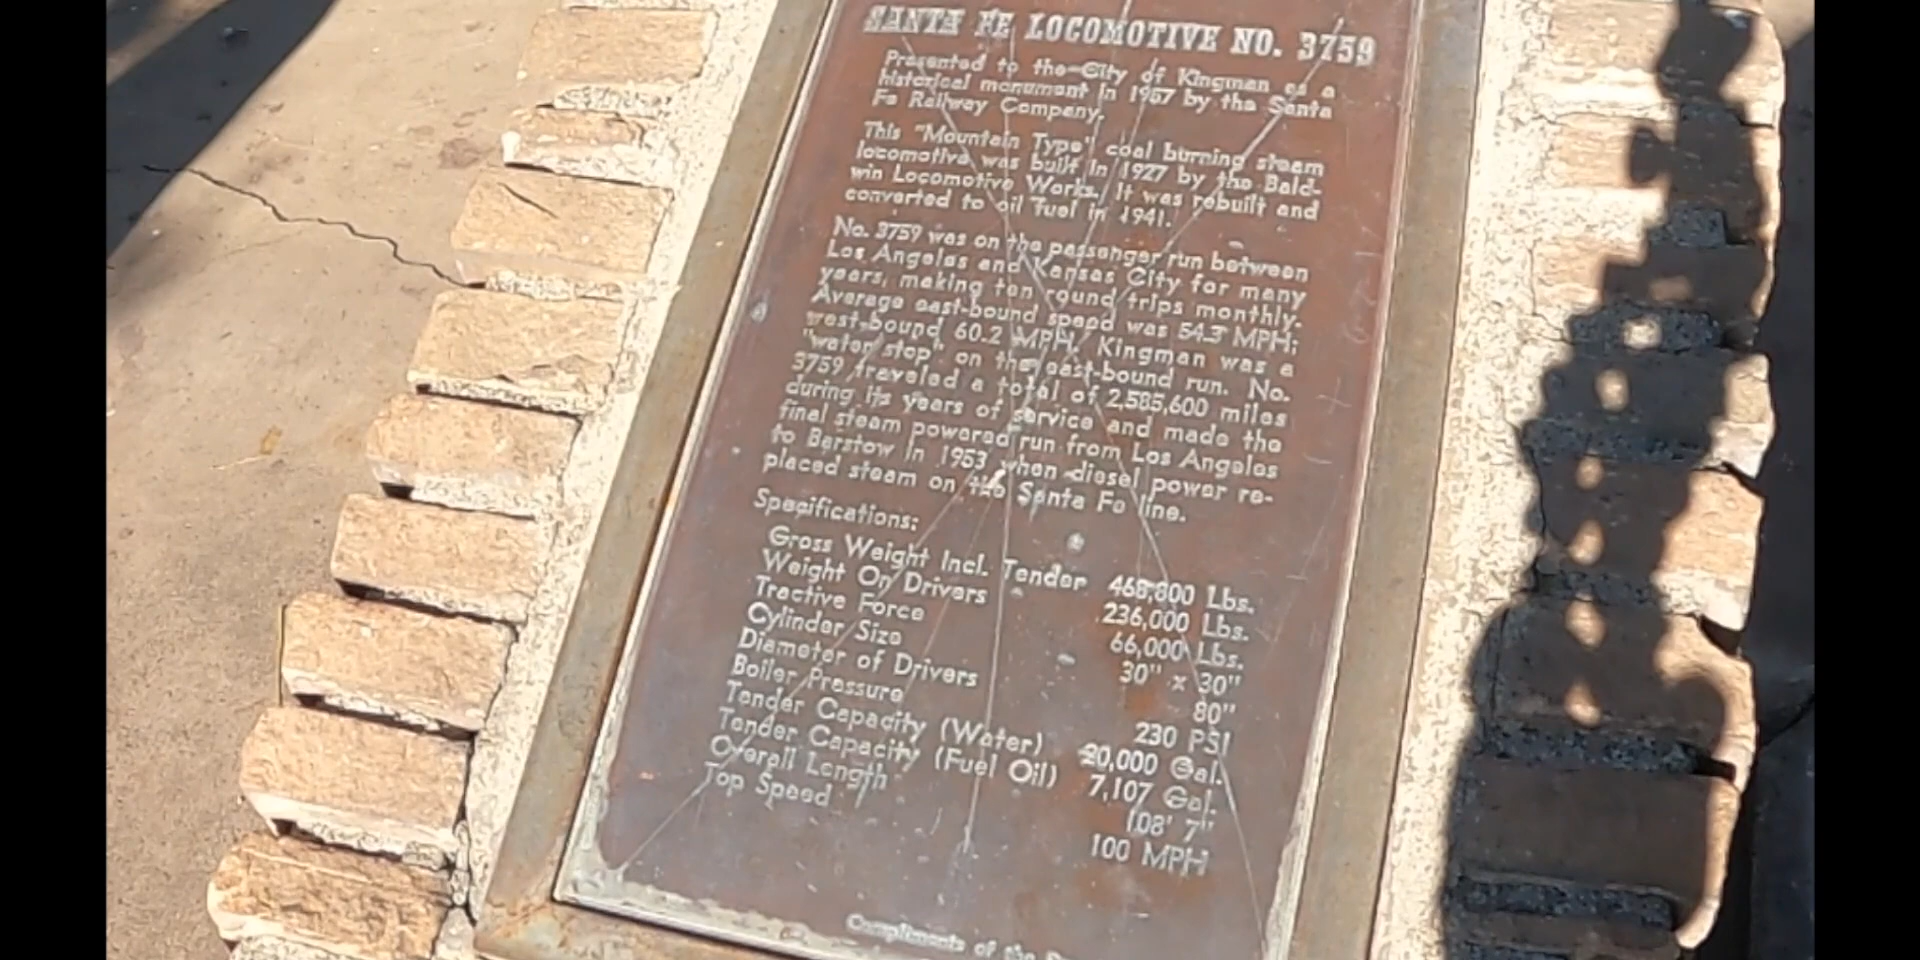 SANTA FE LOCOMOTIVE NO. 3759
Presented to the City of Kingman as a
historical monument in 1957 by the Santa
Fe Railway Company.
This "Mountain Type" coal burning steam
locomotive was built in 1927 by the Bald-
win Locomotive Works. It was rebuilt and
converted to oil fuel in 1941.
No. 3759 was on the passenger run between
Los Angeles and Kansas City for many
years, making ten round trips monthly.
Average east-bound speed was 54.3 MPH;
west-bound 60.2 MPH. Kingman was a
"water stop" on the east-bound run. No.
3759 traveled a total of 2,585,600 miles
during its years of service and made the
final steam powered run from Los Angeles
to Barstow in 1953 when diesel power re-
placed steam on the Santa Fe line.
Specifications:
Gross Weight Incl. Tender 468,800 Lbs.
Weight On Drivers 236,000 Lbs.
Tractive Force 66,000 Lbs.
Cylinder Size 30" x 30"
Diameter of Drivers 80"
Boiler Pressure 230 PSI
Tender Capacity (Water) 20,000 Gal.
Tender Capacity (Fuel Oil) 7,107 Gal.
Overall Length 108' 7"
Top Speed 100 MPH
Compliments of the